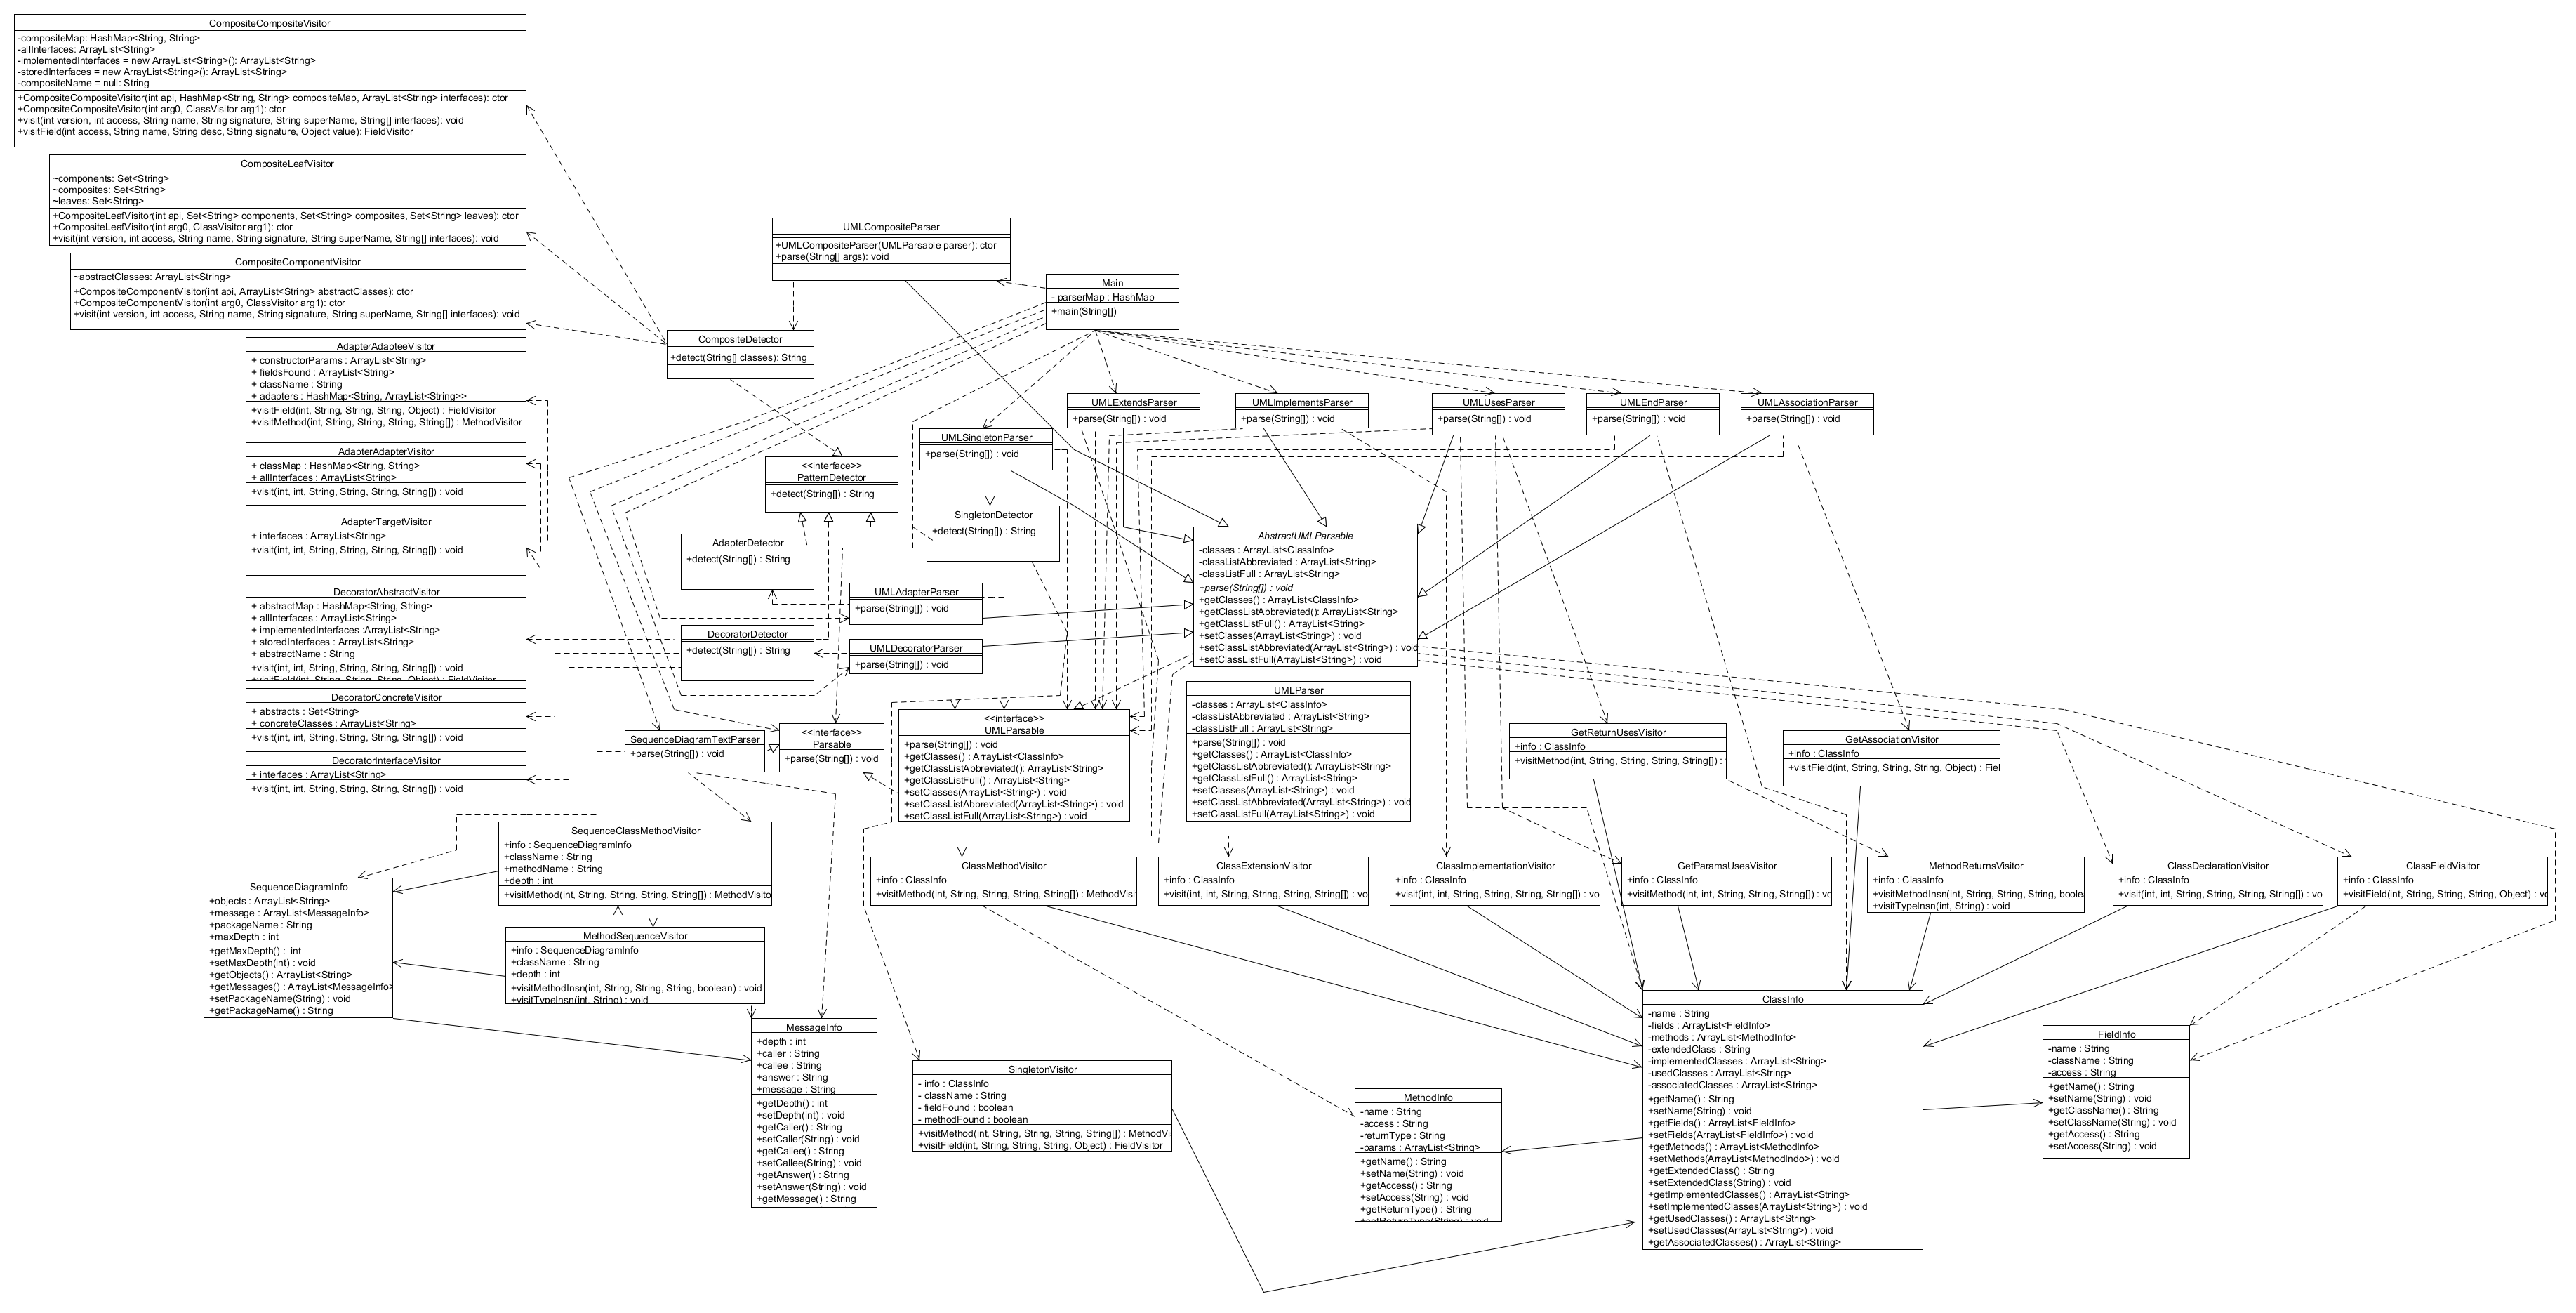 CompositeCompositeVisitor
-compositeMap: HashMap<String, String>
-allInterfaces: ArrayList<String>
-implementedInterfaces = new ArrayList<String>(): ArrayList<String>
-storedInterfaces = new ArrayList<String>(): ArrayList<String>
-compositeName = null: String
+CompositeCompositeVisitor(int api, HashMap<String, String> compositeMap, ArrayList<String> interfaces): ctor
+CompositeCompositeVisitor(int arg0, ClassVisitor arg1): ctor
+visit(int version, int access, String name, String signature, String superName, String[] interfaces): void
+visitField(int access, String name, String desc, String signature, Object value): FieldVisitor
CompositeLeafVisitor
~components: Set<String>
~composites: Set<String>
~leaves: Set<String>
+CompositeLeafVisitor(int api, Set<String> components, Set<String> composites, Set<String> leaves): ctor
+CompositeLeafVisitor(int arg0, ClassVisitor arg1): ctor
+visit(int version, int access, String name, String signature, String superName, String[] interfaces): void
CompositeComponentVisitor
~abstractClasses: ArrayList<String>
+CompositeComponentVisitor(int api, ArrayList<String> abstractClasses): ctor
+CompositeComponentVisitor(int arg0, ClassVisitor arg1): ctor
+visit(int version, int access, String name, String signature, String superName, String[] interfaces): void
UMLCompositeParser
+UMLCompositeParser(UMLParsable parser): ctor
+parse(String[] args): void
Main
- parserMap : HashMap
+main(String[])
CompositeDetector
+detect(String[] classes): String
AdapterAdapteeVisitor
+ constructorParams : ArrayList<String>
+ fieldsFound : ArrayList<String>
+ className : String
+ adapters : HashMap<String, ArrayList<String>>
+visitField(int, String, String, String, Object) : FieldVisitor
+visitMethod(int, String, String, String, String[]) : MethodVisitor
UMLExtendsParser
+parse(String[]) : void
UMLImplementsParser
+parse(String[]) : void
UMLUsesParser
+parse(String[]) : void
UMLEndParser
+parse(String[]) : void
UMLAssociationParser
+parse(String[]) : void
UMLSingletonParser
+parse(String[]) : void
AdapterAdapterVisitor
+ classMap : HashMap<String, String>
+ allInterfaces : ArrayList<String>
+visit(int, int, String, String, String, String[]) : void
<<interface>>
PatternDetector
+detect(String[]) : String
SingletonDetector
+detect(String[]) : String
AdapterTargetVisitor
+ interfaces : ArrayList<String>
+visit(int, int, String, String, String, String[]) : void
AdapterDetector
+detect(String[]) : String
AbstractUMLParsable
-classes : ArrayList<ClassInfo>
-classListAbbreviated : ArrayList<String>
-classListFull : ArrayList<String>
+parse(String[]) : void
+getClasses() : ArrayList<ClassInfo>
+getClassListAbbreviated(): ArrayList<String>
+getClassListFull() : ArrayList<String>
+setClasses(ArrayList<String>) : void
+setClassListAbbreviated(ArrayList<String>) : void
+setClassListFull(ArrayList<String>) : void
DecoratorAbstractVisitor
+ abstractMap : HashMap<String, String>
+ allInterfaces : ArrayList<String>
+ implementedInterfaces :ArrayList<String>
+ storedInterfaces : ArrayList<String>
+ abstractName : String
+visit(int, int, String, String, String, String[]) : void
+visitField(int, String, String, String, Object) : FieldVisitor
UMLAdapterParser
+parse(String[]) : void
DecoratorDetector
+detect(String[]) : String
UMLDecoratorParser
+parse(String[]) : void
DecoratorConcreteVisitor
+ abstracts : Set<String>
+ concreteClasses : ArrayList<String>
+visit(int, int, String, String, String, String[]) : void
DecoratorInterfaceVisitor
+ interfaces : ArrayList<String>
+visit(int, int, String, String, String, String[]) : void
SequenceDiagramTextParser
+parse(String[]) : void
<<interface>>
Parsable
+parse(String[]) : void
<<interface>>
UMLParsable
+parse(String[]) : void
+getClasses() : ArrayList<ClassInfo>
+getClassListAbbreviated(): ArrayList<String>
+getClassListFull() : ArrayList<String>
+setClasses(ArrayList<String>) : void
+setClassListAbbreviated(ArrayList<String>) : void
+setClassListFull(ArrayList<String>) : void
UMLParser
-classes : ArrayList<ClassInfo>
-classListAbbreviated : ArrayList<String>
-classListFull : ArrayList<String>
+parse(String[]) : void
+getClasses() : ArrayList<ClassInfo>
+getClassListAbbreviated(): ArrayList<String>
+getClassListFull() : ArrayList<String>
+setClasses(ArrayList<String>) : void
+setClassListAbbreviated(ArrayList<String>) : void
+setClassListFull(ArrayList<String>) : void
GetReturnUsesVisitor
+info : ClassInfo
+visitMethod(int, String, String, String, String[]) :
GetAssociationVisitor
+info : ClassInfo
+visitField(int, String, String, String, Object) : Fiel
SequenceClassMethodVisitor
+info : SequenceDiagramInfo
+className : String
+methodName : String
+depth : int
+visitMethod(int, String, String, String, String[]) : MethodVisito
ClassMethodVisitor
+info : ClassInfo
+visitMethod(int, String, String, String, String[]) : MethodVisit
ClassExtensionVisitor
+info : ClassInfo
+visit(int, int, String, String, String, String[]) : vo
ClassImplementationVisitor
+info : ClassInfo
+visit(int, int, String, String, String, String[]) : vo
GetParamsUsesVisitor
+info : ClassInfo
+visitMethod(int, int, String, String, String, String[]) : vo
MethodReturnsVisitor
+info : ClassInfo
+visitMethodInsn(int, String, String, String, boole
+visitTypeInsn(int, String) : void
ClassDeclarationVisitor
+info : ClassInfo
+visit(int, int, String, String, String, String[]) : vo
ClassFieldVisitor
+info : ClassInfo
+visitField(int, String, String, String, Object) : vo
SequenceDiagramInfo
+objects : ArrayList<String>
+message : ArrayList<MessageInfo>
+packageName : String
+maxDepth : int
+getMaxDepth() : int
+setMaxDepth(int) : void
+getObjects() : ArrayList<String>
+getMessages() : ArrayList<MessageInfo>
+setPackageName(String) : void
+getPackageName() : String
MethodSequenceVisitor
+info : SequenceDiagramInfo
+className : String
+depth : int
+visitMethodInsn(int, String, String, String, boolean) : void
+visitTypeInsn(int, String) : void
MessageInfo
+depth : int
+caller : String
+callee : String
+answer : String
+message : String
+getDepth() : int
+setDepth(int) : void
+getCaller() : String
+setCaller(String) : void
+getCallee() : String
+setCallee(String) : void
+getAnswer() : String
+setAnswer(String) : void
+getMessage() : String
SingletonVisitor
- info : ClassInfo
- className : String
- fieldFound : boolean
- methodFound : boolean
+visitMethod(int, String, String, String, String[]) : MethodVis
+visitField(int, String, String, String, Object) : FieldVisitor
MethodInfo
-name : String
-access : String
-returnType : String
-params : ArrayList<String>
+getName() : String
+setName(String) : void
+getAccess() : String
+setAccess(String) : void
+getReturnType() : String
+setReturnType(String) : void
ClassInfo
-name : String
-fields : ArrayList<FieldInfo>
-methods : ArrayList<MethodInfo>
-extendedClass : String
-implementedClasses : ArrayList<String>
-usedClasses : ArrayList<String>
-associatedClasses : ArrayList<String>
+getName() : String
+setName(String) : void
+getFields() : ArrayList<FieldInfo>
+setFields(ArrayList<FieldInfo>) : void
+getMethods() : ArrayList<MethodInfo>
+setMethods(ArrayList<MethodIndo>) : void
+getExtendedClass() : String
+setExtendedClass(String) : void
+getImplementedClasses() : ArrayList<String>
+setImplementedClasses(ArrayList<String>) : void
+getUsedClasses() : ArrayList<String>
+setUsedClasses(ArrayList<String>) : void
+getAssociatedClasses() : ArrayList<String>
FieldInfo
-name : String
-className : String
-access : String
+getName() : String
+setName(String) : void
+getClassName() : String
+setClassName(String) : void
+getAccess() : String
+setAccess(String) : void